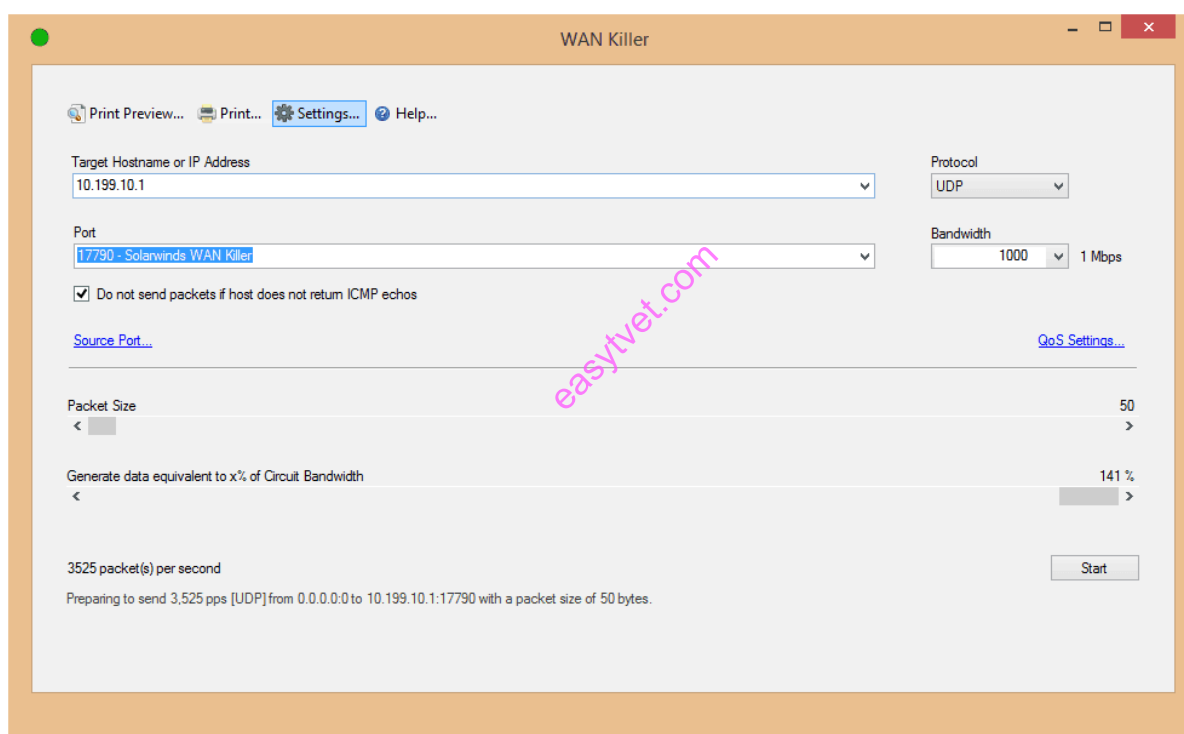 WAN Killer
Print Preview... Print... Settings... Help...
Target Hostname or IP Address Protocol
10.199.10.1 UDP
Port Bandwidth
17790 - Solarwinds WAN Killer 1000 1 Mbps
Do not send packets if host does not return ICMP echos
Source Port... QoS Settings...
easytvet.com
Packet Size 50
Generate data equivalent to x% of Circuit Bandwidth 141 %
3525 packet(s) per second Start
Preparing to send 3,525 pps [UDP] from 0.0.0.0:0 to 10.199.10.1:17790 with a packet size of 50 bytes.